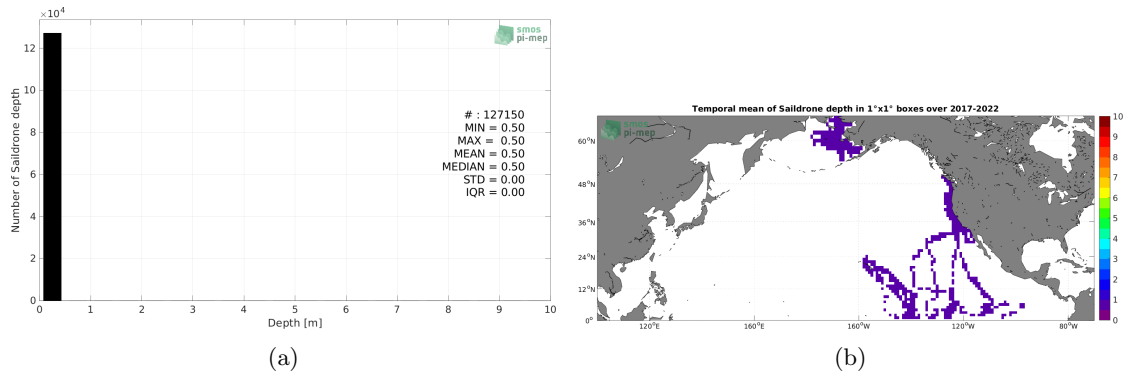 ×10⁴
12
10
8
6
4
2
0
Number of Saildrone depth
0 1 2 3 4 5 6 7 8 9 10
Depth [m]
smos
pi-mep
# : 127150
MIN = 0.50
MAX = 0.50
MEAN = 0.50
MEDIAN = 0.50
STD = 0.00
IQR = 0.00
(a)
Temporal mean of Saildrone depth in 1°x1° boxes over 2017-2022
smos
pi-mep
60°N
48°N
36°N
24°N
12°N
0°
120°E 160°E 160°W 120°W 80°W
10
9
8
7
6
5
4
3
2
1
0
(b)